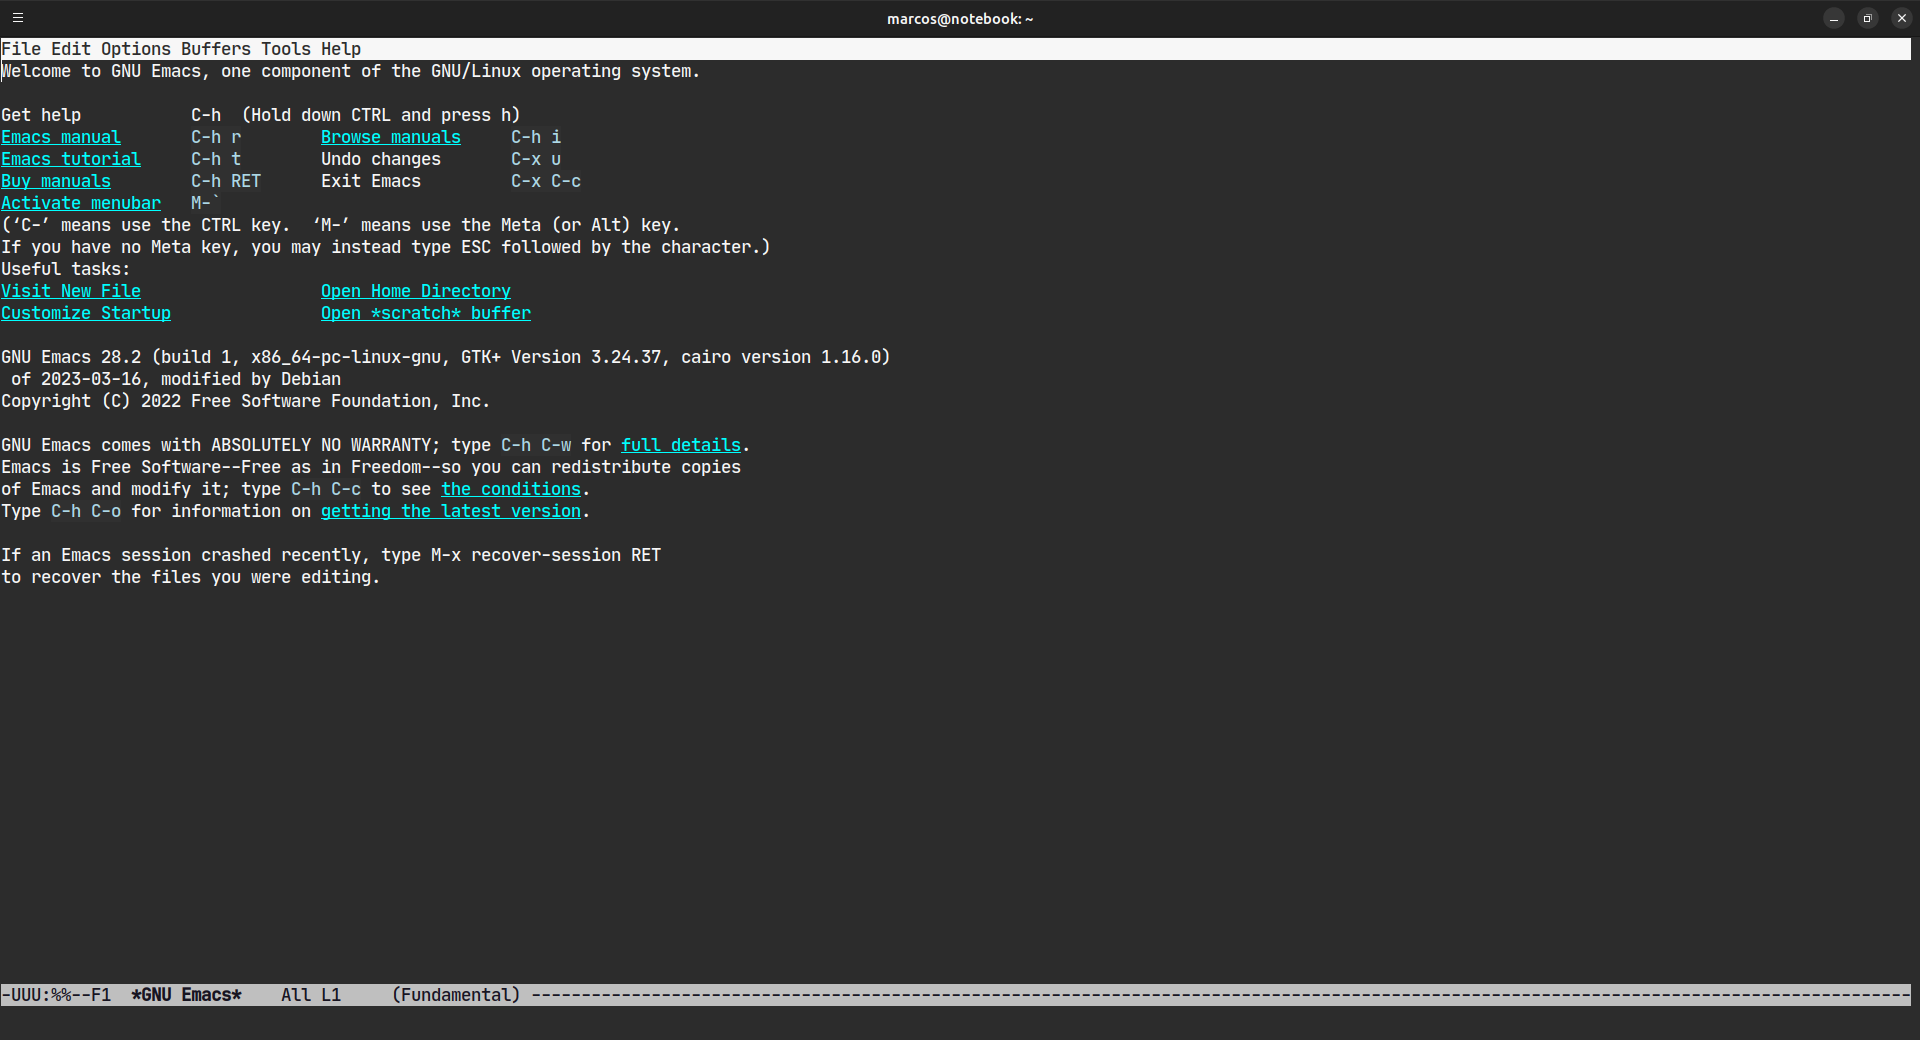 marcos@notebook: ~
File Edit Options Buffers Tools Help
Welcome to GNU Emacs, one component of the GNU/Linux operating system.
Get help           C-h  (Hold down CTRL and press h)
Emacs manual       C-h r        Browse manuals     C-h i
Emacs tutorial     C-h t        Undo changes       C-x u
Buy manuals        C-h RET      Exit Emacs         C-x C-c
Activate menubar   M-`
(‘C-’ means use the CTRL key.  ‘M-’ means use the Meta (or Alt) key.
If you have no Meta key, you may instead type ESC followed by the character.)
Useful tasks:
Visit New File                  Open Home Directory
Customize Startup               Open *scratch* buffer
GNU Emacs 28.2 (build 1, x86_64-pc-linux-gnu, GTK+ Version 3.24.37, cairo version 1.16.0)
 of 2023-03-16, modified by Debian
Copyright (C) 2022 Free Software Foundation, Inc.
GNU Emacs comes with ABSOLUTELY NO WARRANTY; type C-h C-w for full details.
Emacs is Free Software--Free as in Freedom--so you can redistribute copies
of Emacs and modify it; type C-h C-c to see the conditions.
Type C-h C-o for information on getting the latest version.
If an Emacs session crashed recently, type M-x recover-session RET
to recover the files you were editing.
-UUU:%%--F1  *GNU Emacs*    All L1     (Fundamental) ------------------------------------------------------------------------------------------------------------------------------------------